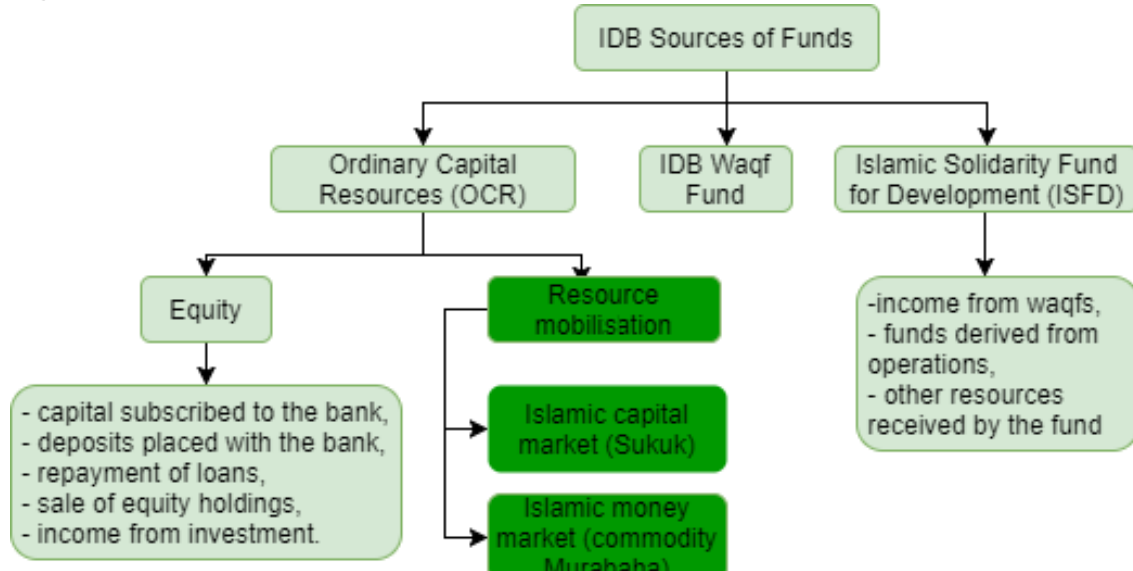 IDB Sources of Funds
Ordinary Capital
Resources (OCR)
IDB Waqf
Fund
Islamic Solidarity Fund
for Development (ISFD)
Equity
Resource
mobilisation
-income from waqfs,
- funds derived from
operations,
- other resources
received by the fund
- capital subscribed to the bank,
- deposits placed with the bank,
- repayment of loans,
- sale of equity holdings,
- income from investment.
Islamic capital
market (Sukuk)
Islamic money
market (commodity
Murabaha)